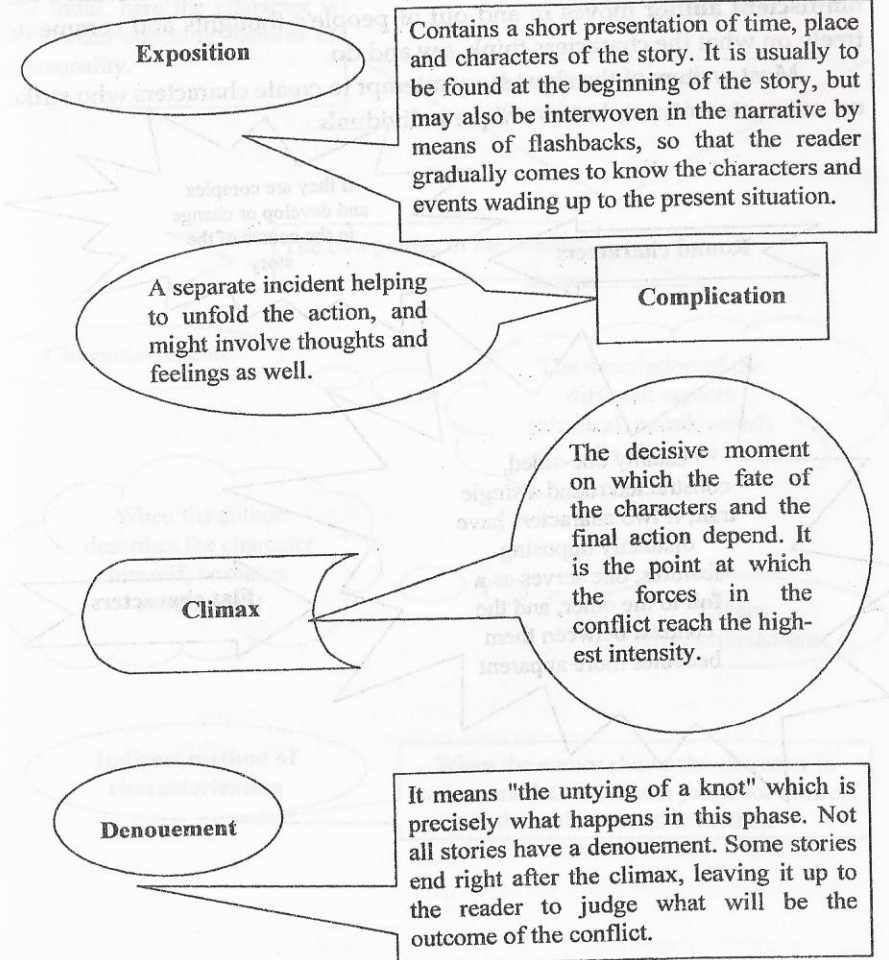 Exposition
Contains a short presentation of time, place
and characters of the story. It is usually to
be found at the beginning of the story, but
may also be interwoven in the narrative by
means of flashbacks, so that the reader
gradually comes to know the characters and
events wading up to the present situation.
A separate incident helping
to unfold the action, and
might involve thoughts and
feelings as well.
Complication
The decisive moment
on which the fate of
the characters and the
final action depend. It
is the point at which
the forces in the
conflict reach the high-
est intensity.
Climax
Denouement
It means "the untying of a knot" which is
precisely what happens in this phase. Not
all stories have a denouement. Some stories
end right after the climax, leaving it up to
the reader to judge what will be the
outcome of the conflict.